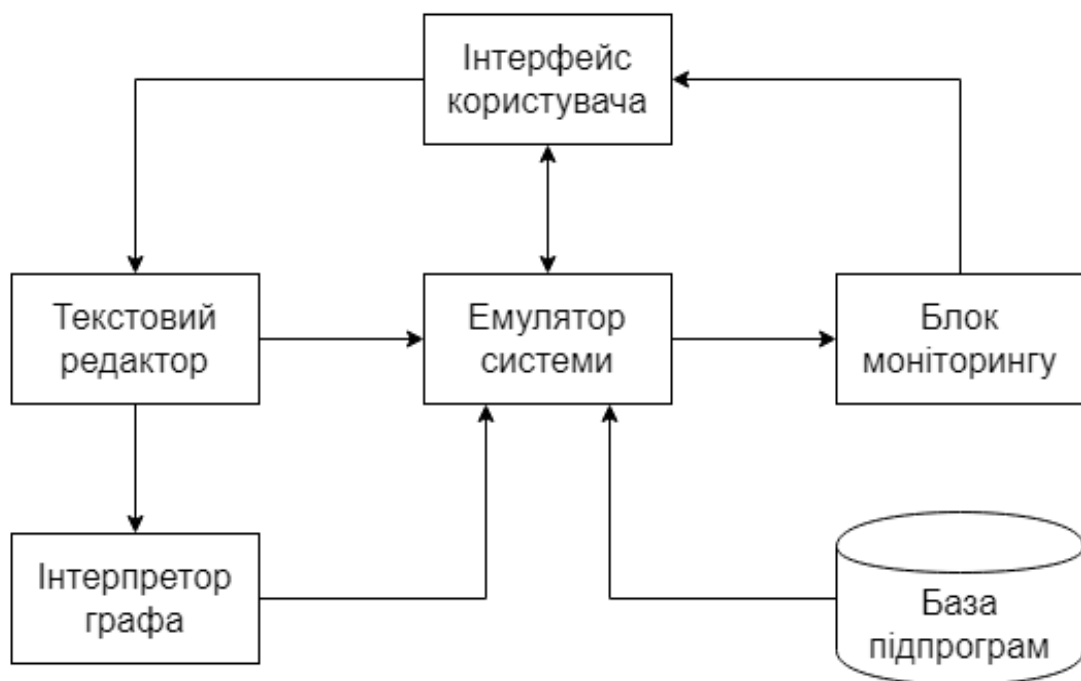 Інтерфейс
користувача
Текстовий
редактор
Емулятор
системи
Блок
моніторингу
Інтерпретор
графа
База
підпрограм